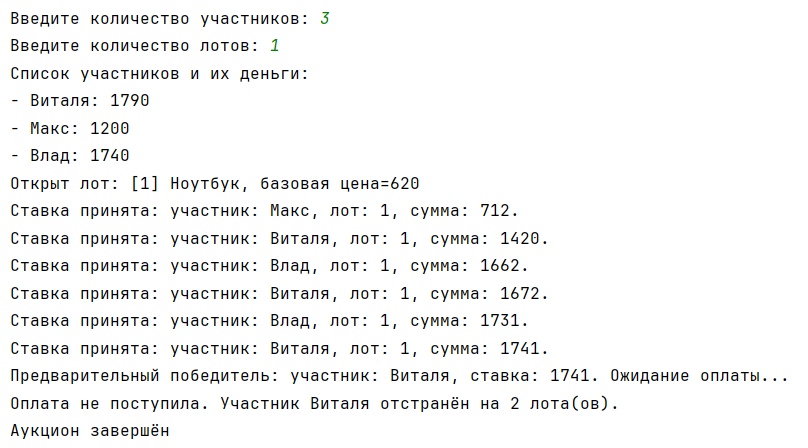 Введите количество участников: 3
Введите количество лотов: 1
Список участников и их деньги:
- Виталя: 1790
- Макс: 1200
- Влад: 1740
Открыт лот: [1] Ноутбук, базовая цена=620
Ставка принята: участник: Макс, лот: 1, сумма: 712.
Ставка принята: участник: Виталя, лот: 1, сумма: 1420.
Ставка принята: участник: Влад, лот: 1, сумма: 1662.
Ставка принята: участник: Виталя, лот: 1, сумма: 1672.
Ставка принята: участник: Влад, лот: 1, сумма: 1731.
Ставка принята: участник: Виталя, лот: 1, сумма: 1741.
Предварительный победитель: участник: Виталя, ставка: 1741. Ожидание оплаты...
Оплата не поступила. Участник Виталя отстранён на 2 лота(ов).
Аукцион завершён